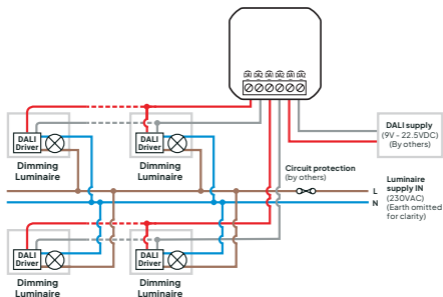 DALI
Driver
Dimming
Luminaire
DALI
Driver
Dimming
Luminaire
DALI supply
(9V - 22.5VDC)
(By others)
Circuit protection
(by others)
L
N
Luminaire
supply IN
(230VAC)
(Earth omitted
for clarity)
DALI
Driver
Dimming
Luminaire
DALI
Driver
Dimming
Luminaire